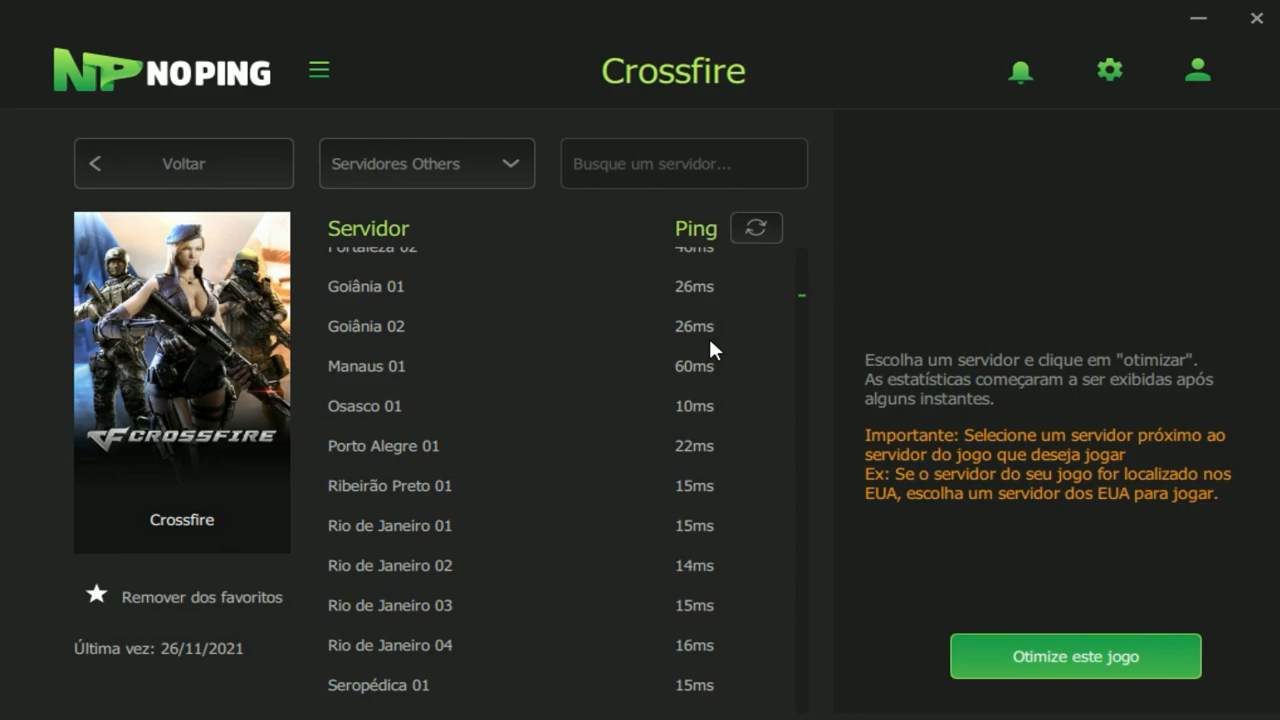 NP NOPING
Crossfire
Voltar
Servidores Others
Busque um servidor...
Servidor Ping
Fortaleza 02 46ms
Goiânia 01 26ms
Goiânia 02 26ms
Manaus 01 60ms
Osasco 01 10ms
Porto Alegre 01 22ms
Ribeirão Preto 01 15ms
Rio de Janeiro 01 15ms
Rio de Janeiro 02 14ms
Rio de Janeiro 03 15ms
Rio de Janeiro 04 16ms
Seropédica 01 15ms
CF CROSSFIRE
Crossfire
Remover dos favoritos
Última vez: 26/11/2021
Escolha um servidor e clique em "otimizar".
As estatísticas começaram a ser exibidas após
alguns instantes.
Importante: Selecione um servidor próximo ao
servidor do jogo que deseja jogar
Ex: Se o servidor do seu jogo for localizado nos
EUA, escolha um servidor dos EUA para jogar.
Otimize este jogo